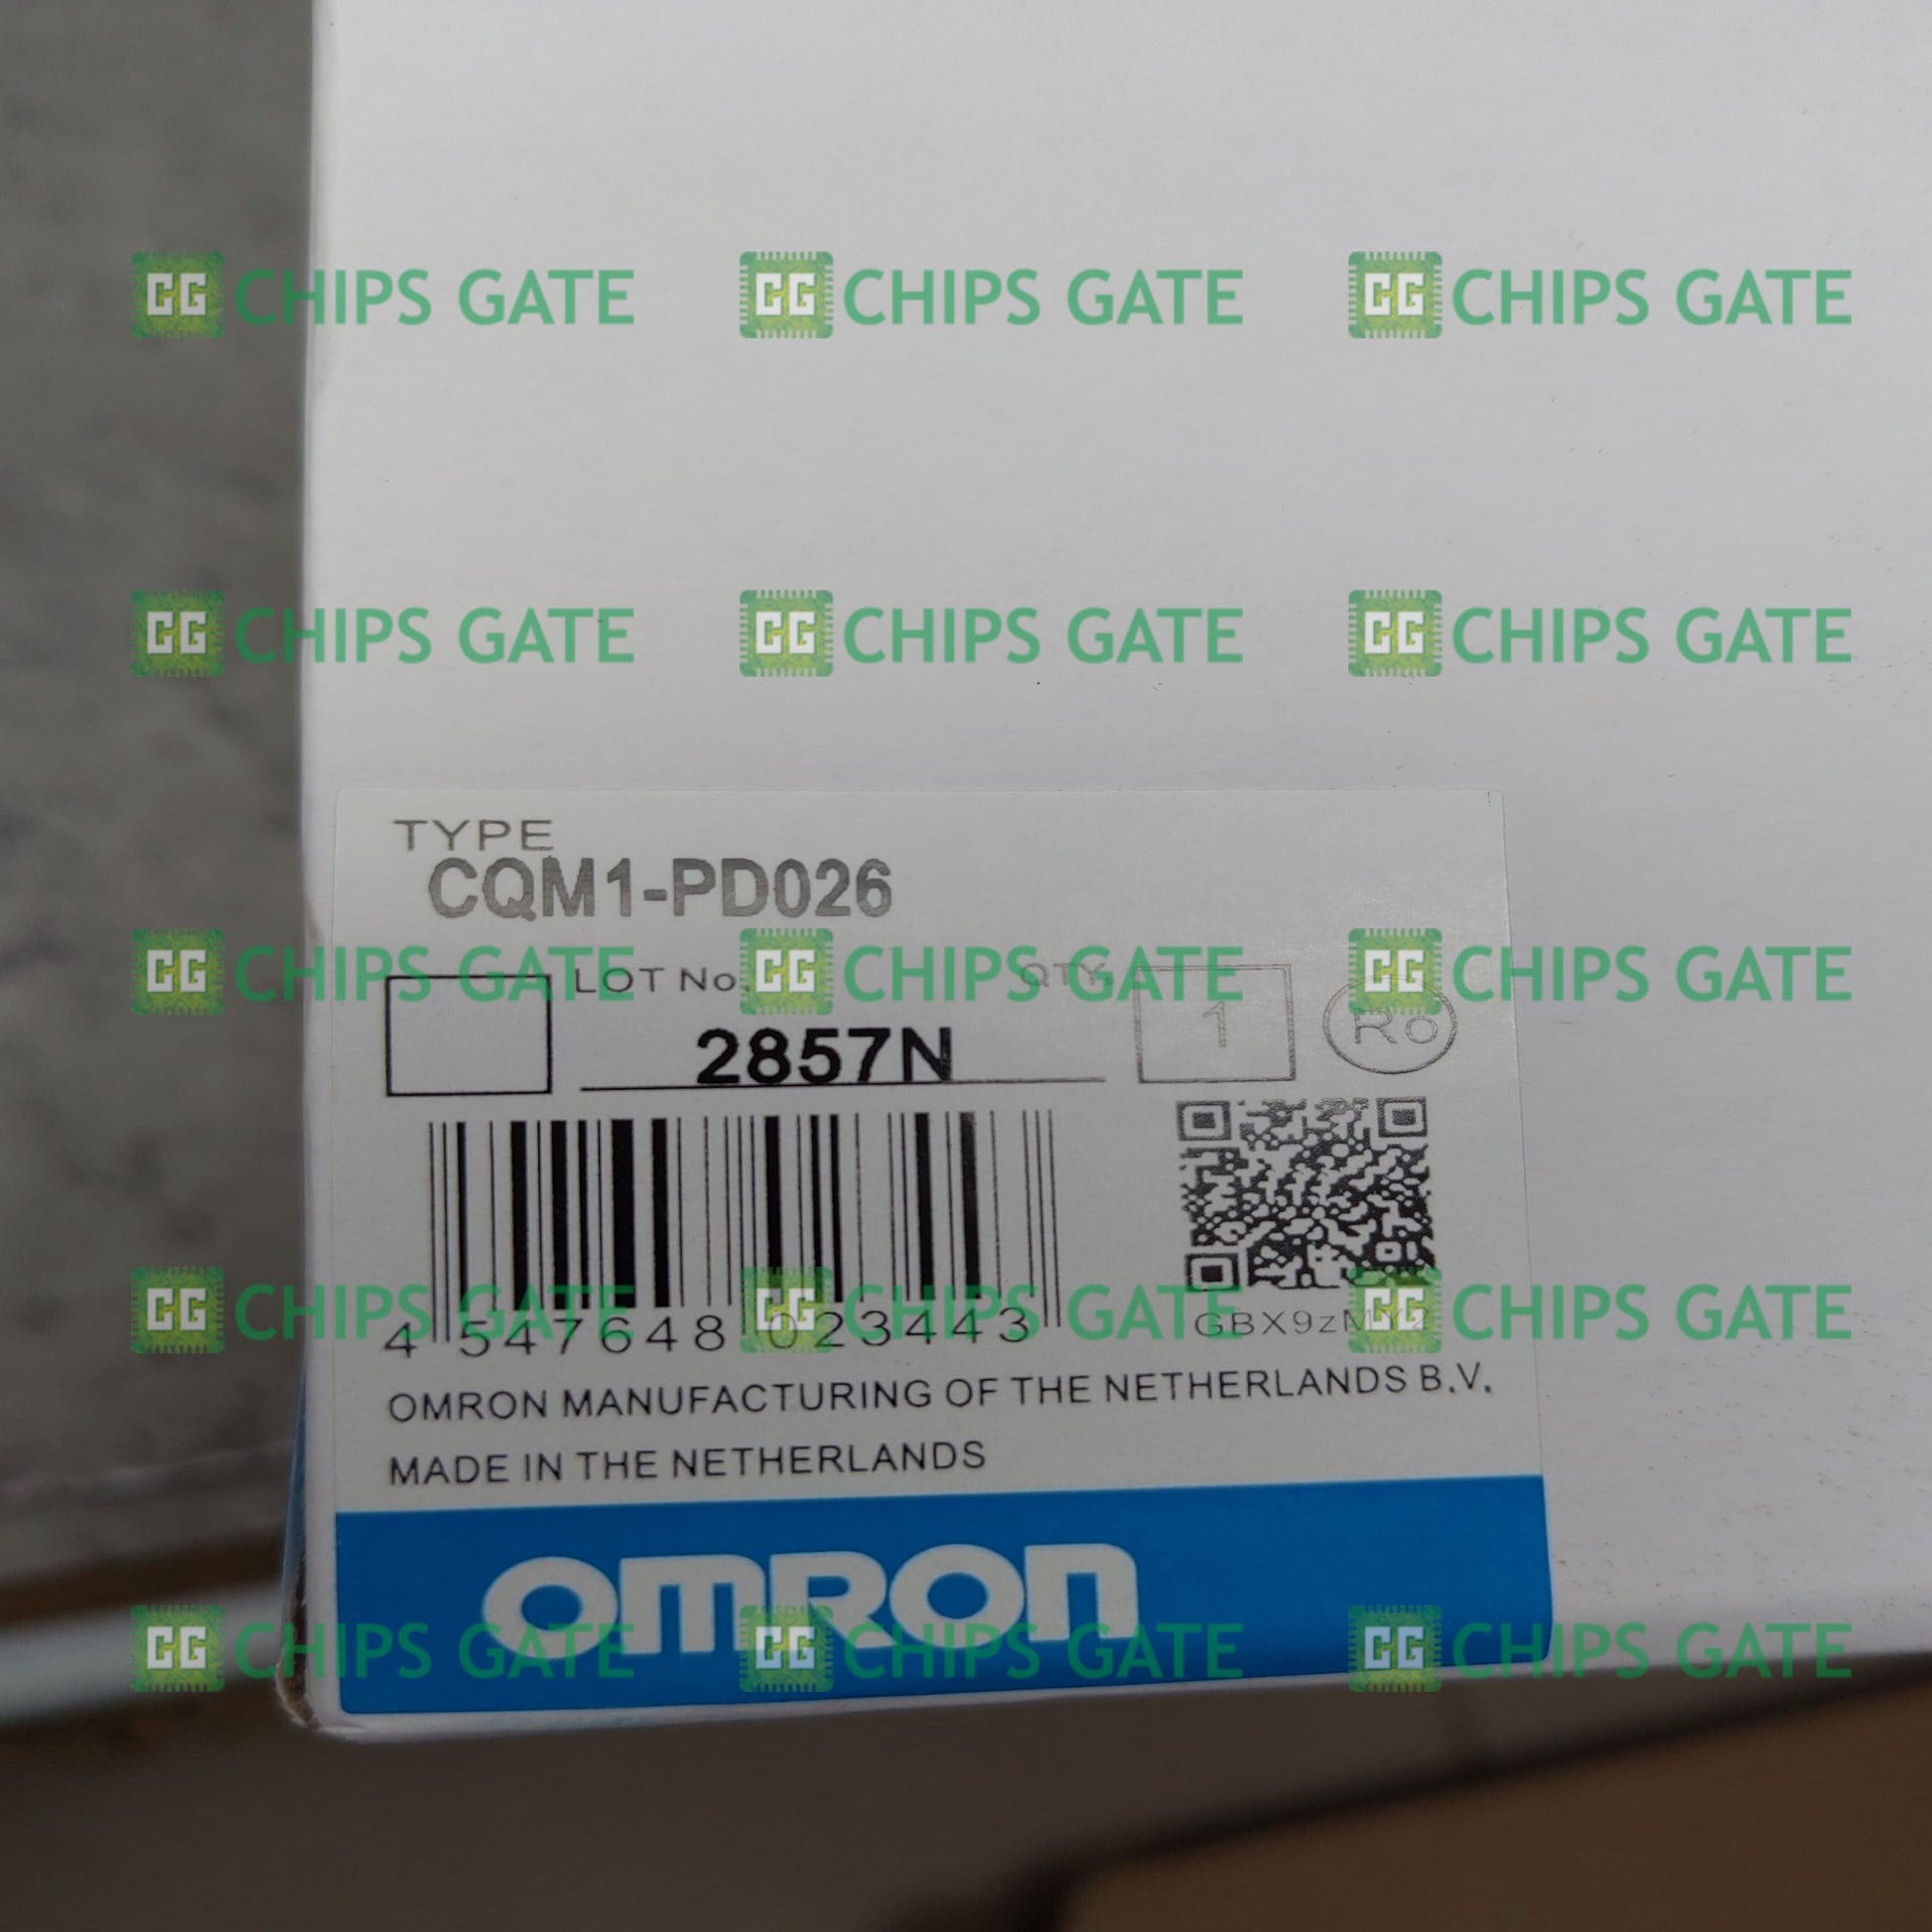 CG CHIPS GATE CG CHIPS GATE CG CHIPS GATE
CG CHIPS GATE CG CHIPS GATE CG CHIPS GATE
TYPE
CQM1-PD026
CG CHIPS GATE CG CHIPS GATE CG CHIPS GATE
LOT No. QTY.
2857N 1 Ro
CG CHIPS GATE CG CHIPS GATE CG CHIPS GATE
4 547648 023443
OMRON MANUFACTURING OF THE NETHERLANDS B.V.
MADE IN THE NETHERLANDS
OMRON
CG CHIPS GATE CG CHIPS GATE CG CHIPS GATE